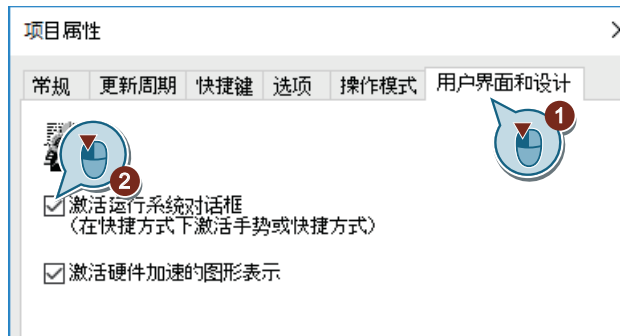 项目属性
常规 更新周期 快捷键 选项 操作模式 用户界面和设计
1
2
激活运行系统对话框
(在快捷方式下激活手势或快捷方式)
激活硬件加速的图形表示